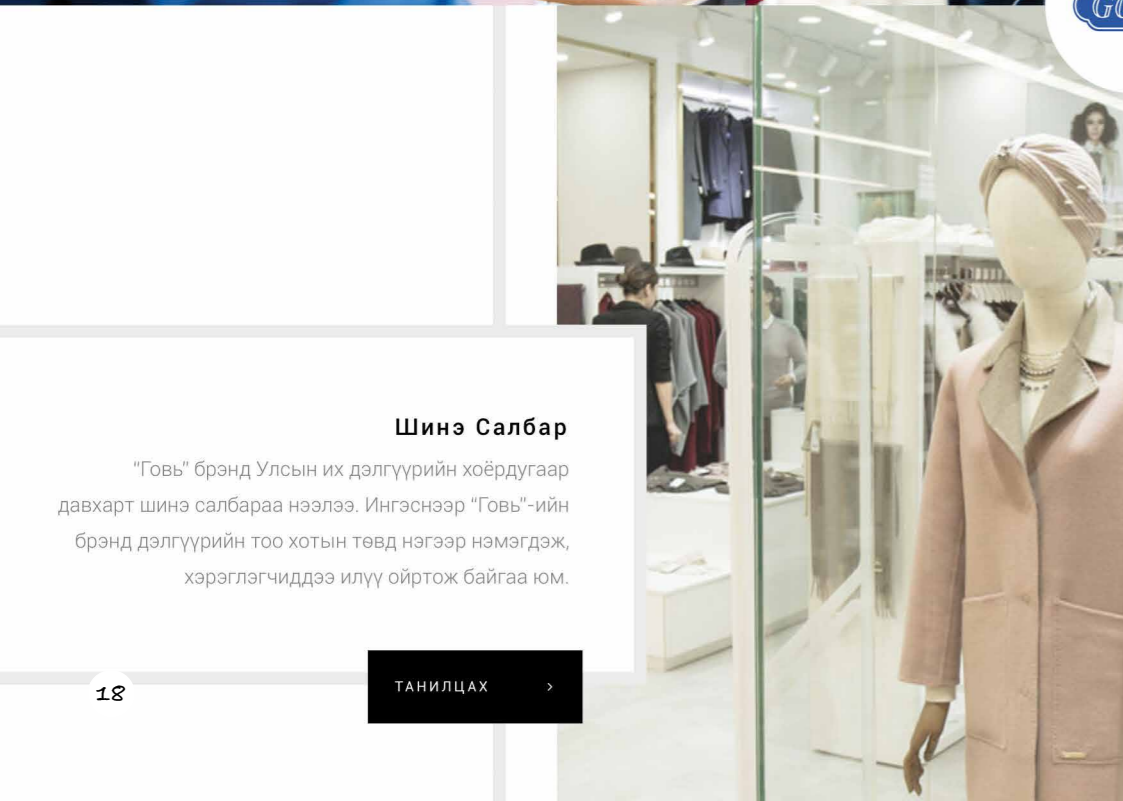 Шинэ Салбар
"Говь" брэнд Улсын их дэлгүүрийн хоёрдугаар
давхарт шинэ салбараа нээлээ. Ингэснээр "Говь"-ийн
брэнд дэлгүүрийн тоо хотын төвд нэгээр нэмэгдэж,
хэрэглэгчиддээ илүү ойртож байгаа юм.
ТАНИЛЦАХ >
18